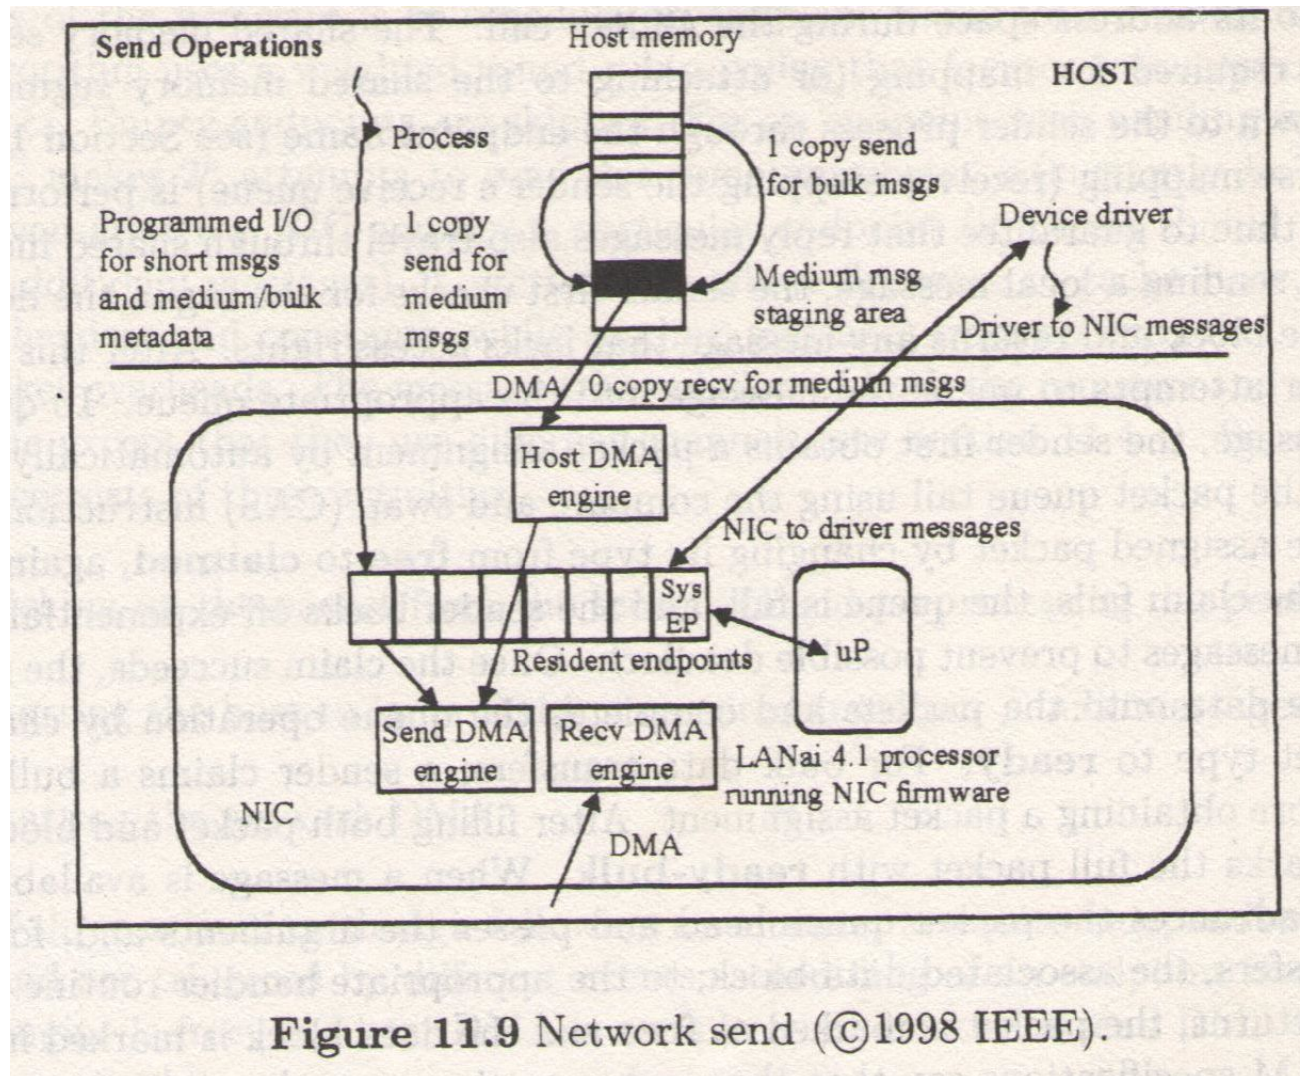 Send Operations
Host memory
HOST
Process
1 copy send
for bulk msgs
Programmed I/O
for short msgs
and medium/bulk
metadata
1 copy
send for
medium
msgs
Device driver
Medium msg
staging area
Driver to NIC messages
DMA
0 copy recv for medium msgs
Host DMA
engine
NIC to driver messages
Sys
EP
uP
Resident endpoints
Send DMA
engine
Recv DMA
engine
LANai 4.1 processor
running NIC firmware
NIC
DMA
Figure 11.9 Network send (©1998 IEEE).